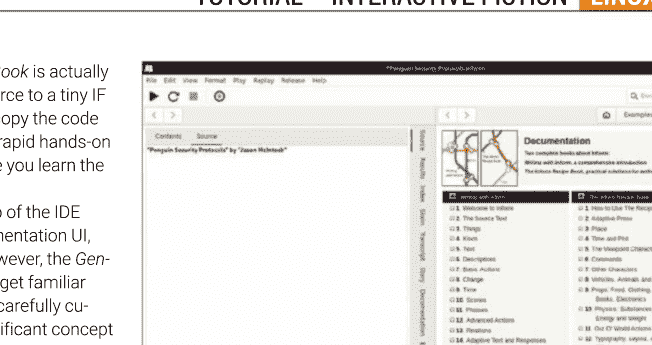 TUTORIAL – INTERACTIVE FICTION LINUX
ook is actually
rce to a tiny IF
opy the code
rapid hands-on
e you learn the
p of the IDE
nentation UI,
wever, the Gen-
get familiar
carefully cu-
ificant concept
File Edit View Format Play Replay Release Help
Contents Source
"Penguin Security Protocols" by "Jason McIntosh"
Source
Results
Index
Skein
Transcript
Story
Documentation
Examples
Documentation
Two complete books about Inform:
Writing with Inform, a comprehensive introduction
The Inform Recipe Book, practical solutions for auth
1 Welcome to Inform
2 The Source Text
3 Things
4 Kinds
5 Text
6 Descriptions
7 Basic Actions
8 Change
9 Time
10 Scenes
11 Phrases
12 Advanced Actions
13 Relations
14 Adaptive Text and Responses
1 How to Use The Recip
2 Adaptive Prose
3 Place
4 Time and Plot
5 The Viewpoint Charact
6 Commands
7 Other Characters
8 Vehicles, Animals and
9 Props: Food, Clothing,
Books, Electronics
10 Physics: Substances
Energy and Weight
11 Out Of World Actions
12 Typography, Layout,